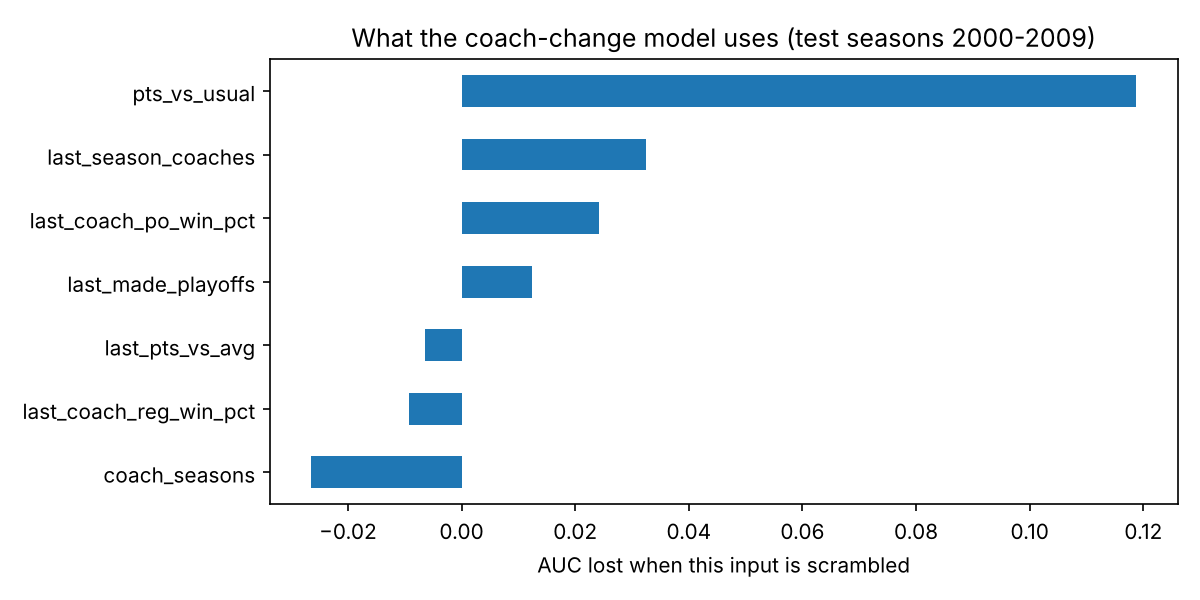 What the coach-change model uses (test seasons 2000-2009)
pts_vs_usual
last_season_coaches
last_coach_po_win_pct
last_made_playoffs
last_pts_vs_avg
last_coach_reg_win_pct
coach_seasons
−0.02 0.00 0.02 0.04 0.06 0.08 0.10 0.12
AUC lost when this input is scrambled